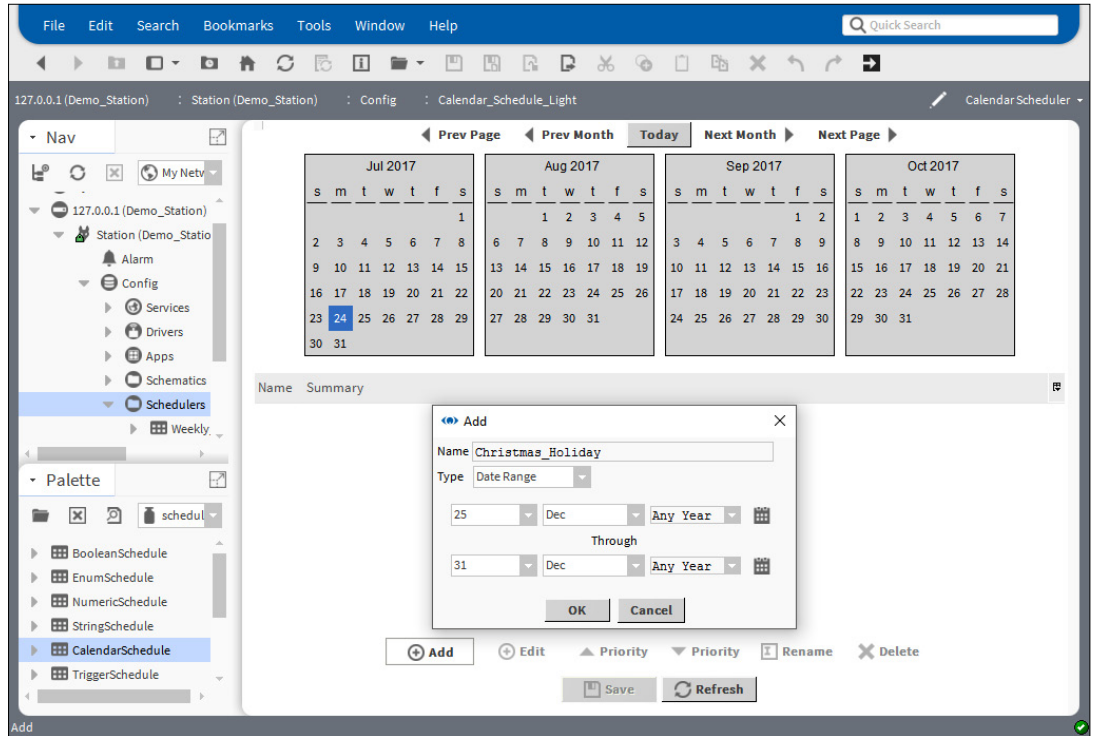 File Edit Search Bookmarks Tools Window Help Quick Search
127.0.0.1 (Demo_Station) : Station (Demo_Station) : Config : Calendar_Schedule_Light Calendar Scheduler
Nav
My Netv
127.0.0.1 (Demo_Station)
Station (Demo_Statio
Alarm
Config
Services
Drivers
Apps
Schematics
Schedulers
Weekly
Palette
schedul
BooleanSchedule
EnumSchedule
NumericSchedule
StringSchedule
CalendarSchedule
TriggerSchedule
Prev Page Prev Month Today Next Month Next Page
Jul 2017
s m t w t f s
1
2 3 4 5 6 7 8
9 10 11 12 13 14 15
16 17 18 19 20 21 22
23 24 25 26 27 28 29
30 31
Aug 2017
s m t w t f s
1 2 3 4 5
6 7 8 9 10 11 12
13 14 15 16 17 18 19
20 21 22 23 24 25 26
27 28 29 30 31
Sep 2017
s m t w t f s
1 2
3 4 5 6 7 8 9
10 11 12 13 14 15 16
17 18 19 20 21 22 23
24 25 26 27 28 29 30
Oct 2017
s m t w t f s
1 2 3 4 5 6 7
8 9 10 11 12 13 14
15 16 17 18 19 20 21
22 23 24 25 26 27 28
29 30 31
Name Summary
Add
Name Christmas_Holiday
Type Date Range
25 Dec Any Year
Through
31 Dec Any Year
OK Cancel
Add Edit Priority Priority Rename Delete
Save Refresh
Add